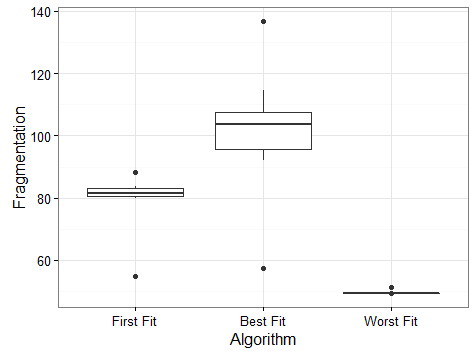 Fragmentation
140
120
100
80
60
First Fit
Best Fit
Worst Fit
Algorithm